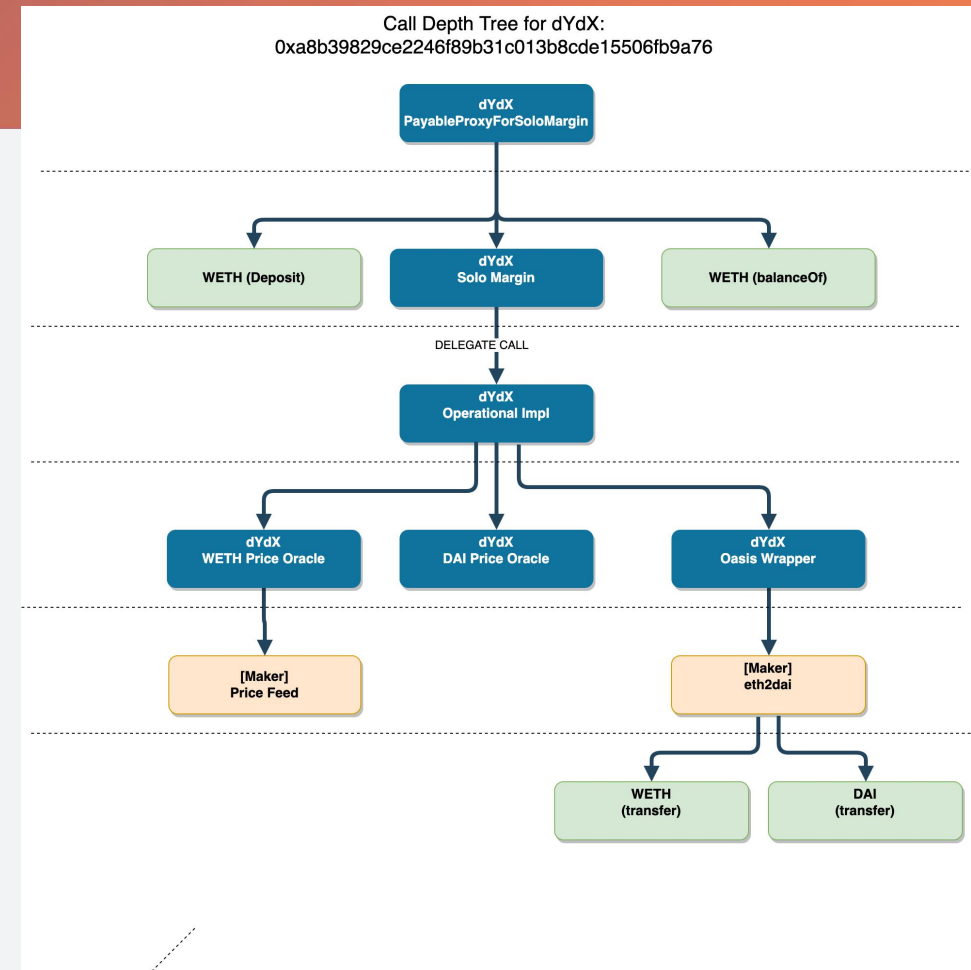 Call Depth Tree for dYdX:
0xa8b39829ce2246f89b31c013b8cde15506fb9a76
dYdX
PayableProxyForSoloMargin
WETH (Deposit)
dYdX
Solo Margin
WETH (balanceOf)
DELEGATE CALL
dYdX
Operational Impl
dYdX
WETH Price Oracle
dYdX
DAI Price Oracle
dYdX
Oasis Wrapper
[Maker]
Price Feed
[Maker]
eth2dai
WETH
(transfer)
DAI
(transfer)